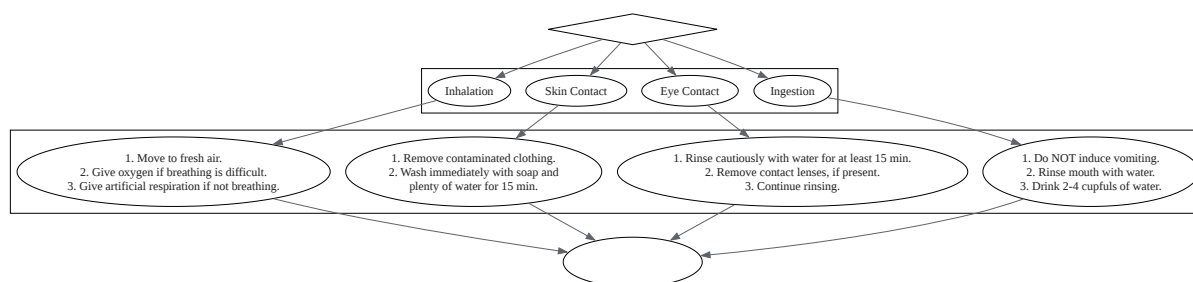 Inhalation
Skin Contact
Eye Contact
Ingestion
1. Move to fresh air.
2. Give oxygen if breathing is difficult.
3. Give artificial respiration if not breathing.
1. Remove contaminated clothing.
2. Wash immediately with soap and
plenty of water for 15 min.
1. Rinse cautiously with water for at least 15 min.
2. Remove contact lenses, if present.
3. Continue rinsing.
1. Do NOT induce vomiting.
2. Rinse mouth with water.
3. Drink 2-4 cupfuls of water.